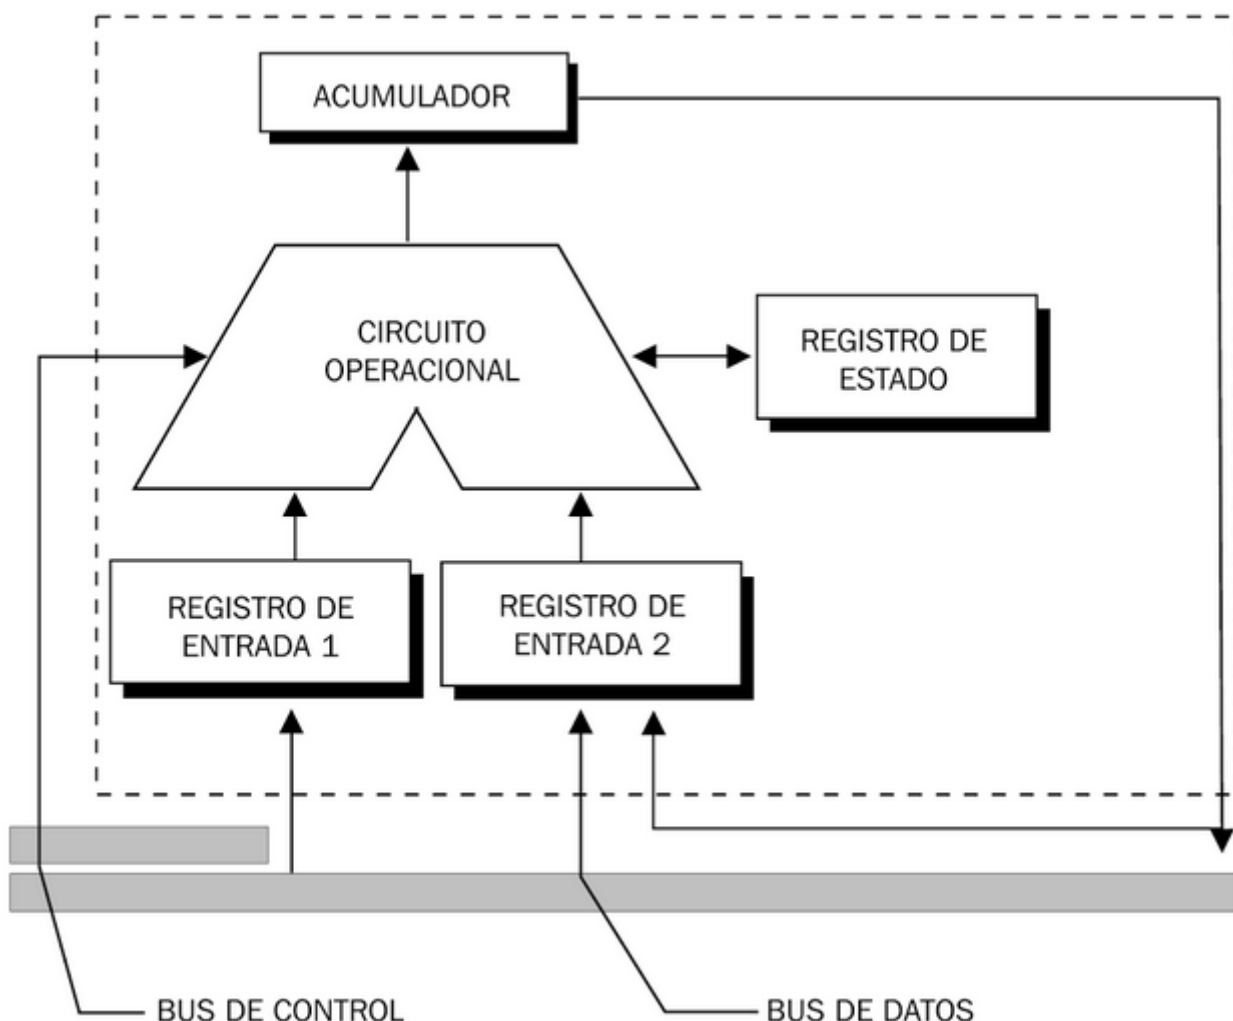 ACUMULADOR
CIRCUITO
OPERACIONAL
REGISTRO DE
ESTADO
REGISTRO DE
ENTRADA 1
REGISTRO DE
ENTRADA 2
BUS DE CONTROL
BUS DE DATOS